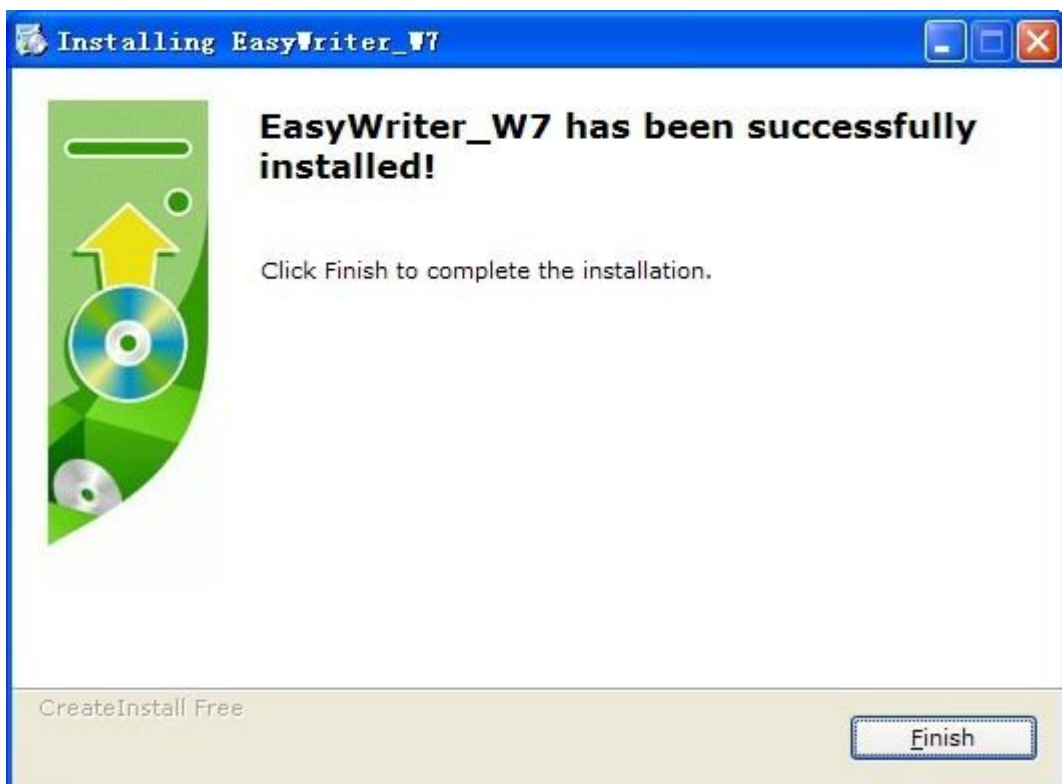 Installing EasyWriter_W7
EasyWriter_W7 has been successfully
installed!
Click Finish to complete the installation.
CreateInstall Free
Finish